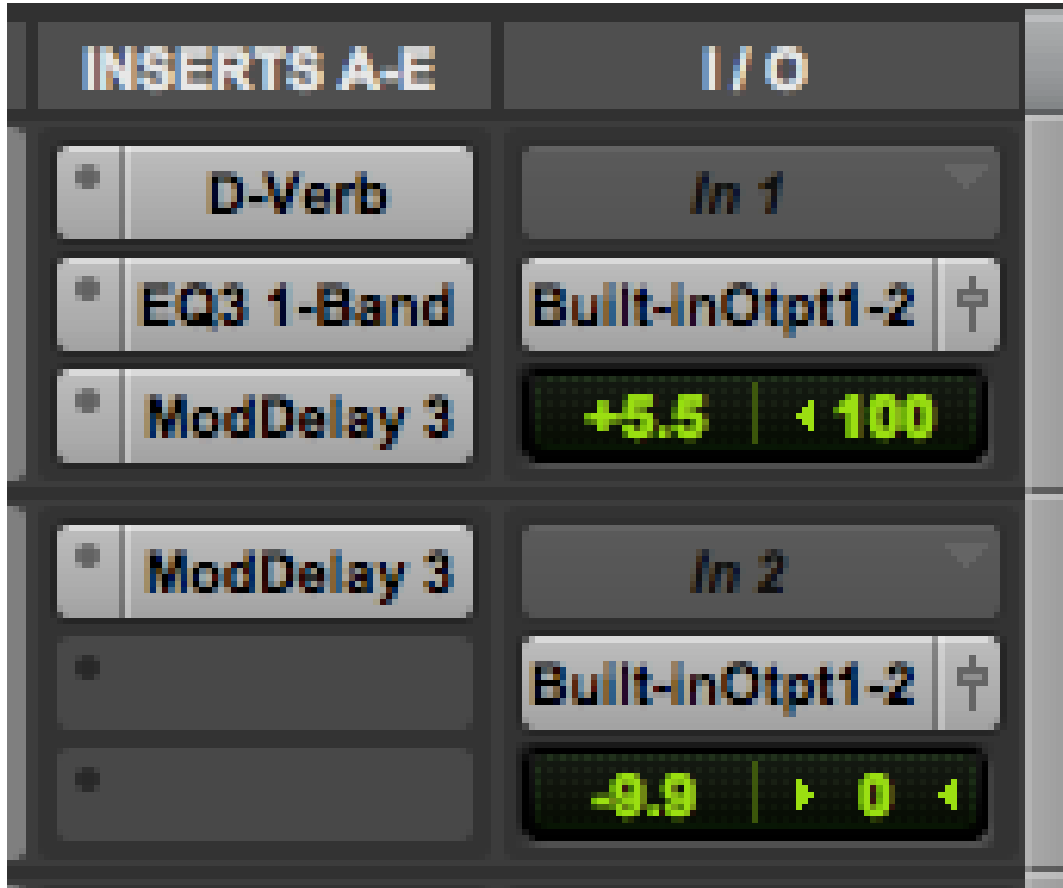 INSERTS A-E
I / O
D-Verb
In 1
EQ3 1-Band
Built-inOtpt1-2
ModDelay 3
+5.5
100
ModDelay 3
In 2
Built-inOtpt1-2
-9.9
0